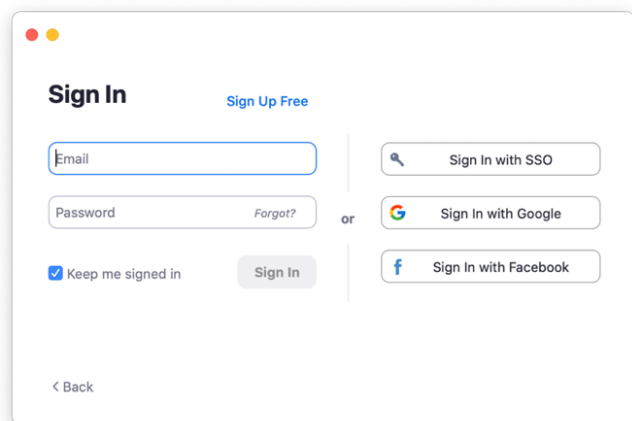 Sign In
Sign Up Free
Email
Password
Forgot?
Keep me signed in
Sign In
or
Sign In with SSO
Sign In with Google
Sign In with Facebook
< Back